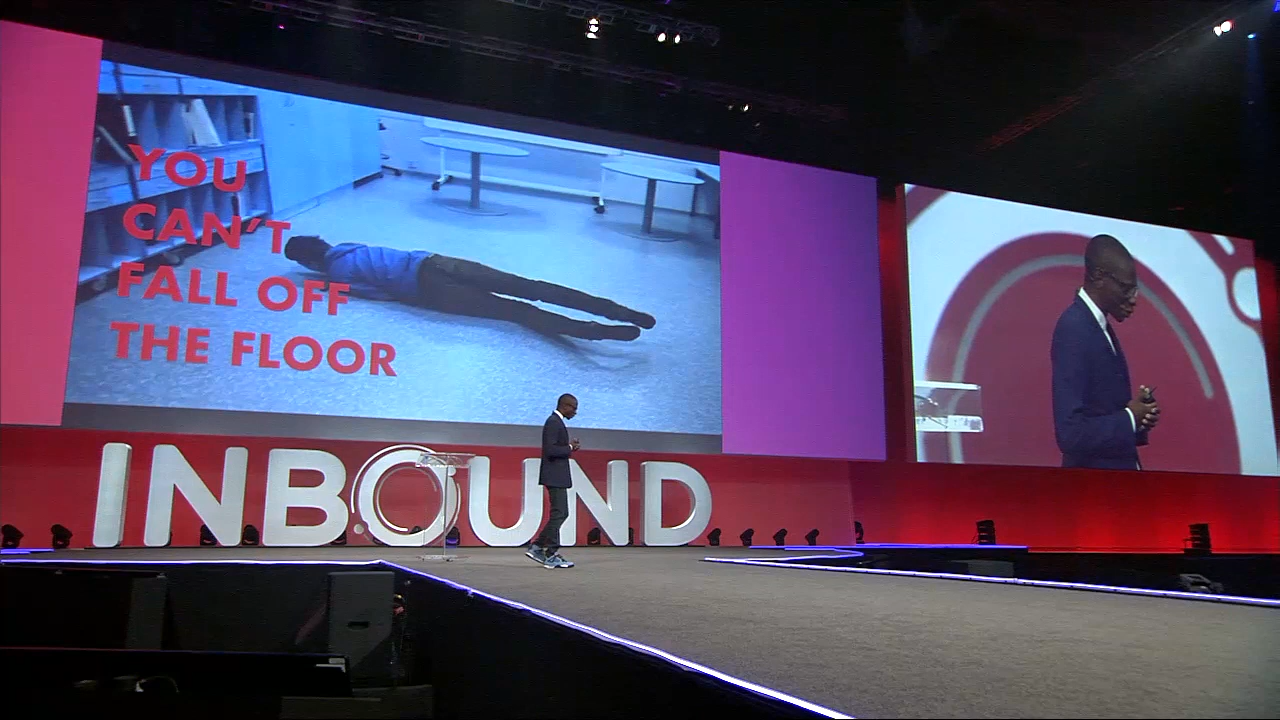 YOU
CAN'T
FALL OFF
THE FLOOR
INBOUND